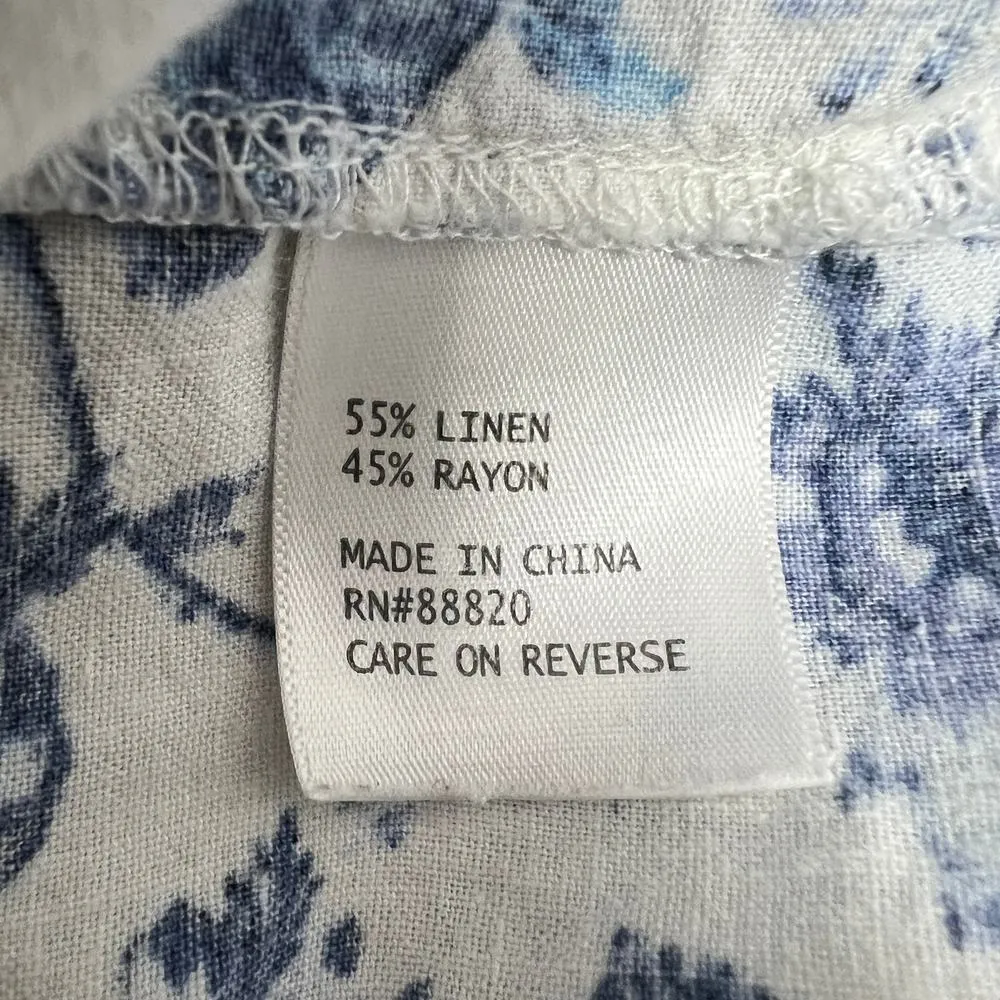 55% LINEN
45% RAYON
MADE IN CHINA
RN#88820
CARE ON REVERSE